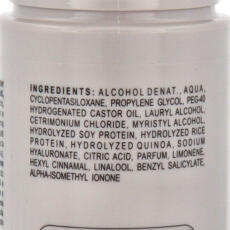 INGREDIENTS: ALCOHOL DENAT., AQUA,
CYCLOPENTASILOXANE, PROPYLENE GLYCOL, PEG-40
HYDROGENATED CASTOR OIL, LAURYL ALCOHOL,
CETRIMONIUM CHLORIDE, MYRISTYL ALCOHOL,
HYDROLYZED SOY PROTEIN, HYDROLYZED RICE
PROTEIN, HYDROLYZED QUINOA, SODIUM
HYALURONATE, CITRIC ACID, PARFUM, LIMONENE,
HEXYL CINNAMAL, LINALOOL, BENZYL SALICYLATE,
ALPHA-ISOMETHYL IONONE